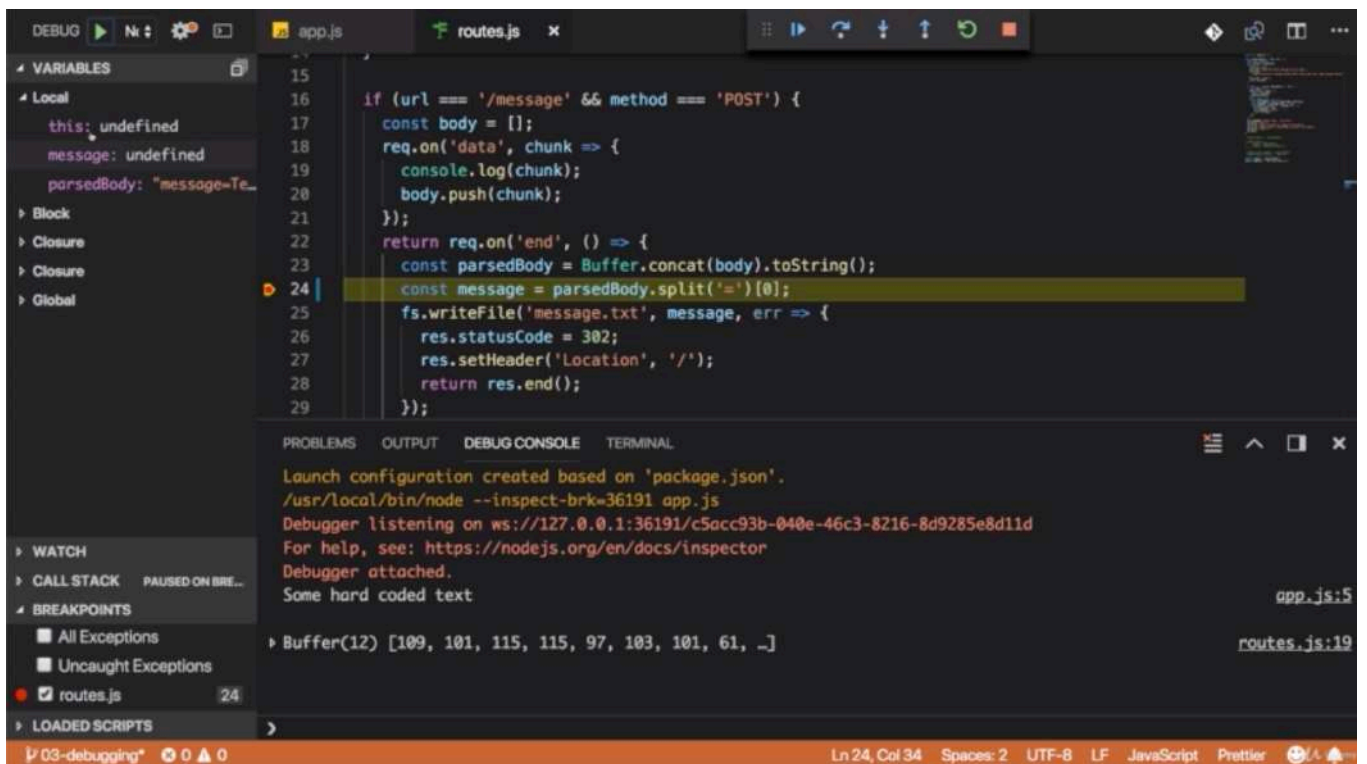 DEBUG
app.js
routes.js
VARIABLES
Local
this: undefined
message: undefined
parsedBody: "message=Te…
Block
Closure
Closure
Global
WATCH
CALL STACK PAUSED ON BRE…
BREAKPOINTS
All Exceptions
Uncaught Exceptions
routes.js 24
LOADED SCRIPTS
15
16 if (url === '/message' && method === 'POST') {
17 const body = [];
18 req.on('data', chunk => {
19 console.log(chunk);
20 body.push(chunk);
21 });
22 return req.on('end', () => {
23 const parsedBody = Buffer.concat(body).toString();
24 const message = parsedBody.split('=')[0];
25 fs.writeFile('message.txt', message, err => {
26 res.statusCode = 302;
27 res.setHeader('Location', '/');
28 return res.end();
29 });
PROBLEMS OUTPUT DEBUG CONSOLE TERMINAL
Launch configuration created based on 'package.json'.
/usr/local/bin/node --inspect-brk=36191 app.js
Debugger listening on ws://127.0.0.1:36191/c5acc93b-040e-46c3-8216-8d9285e8d11d
For help, see: https://nodejs.org/en/docs/inspector
Debugger attached.
Some hard coded text app.js:5
Buffer(12) [109, 101, 115, 115, 97, 103, 101, 61, …] routes.js:19
03-debugging* 0 0 Ln 24, Col 34 Spaces: 2 UTF-8 LF JavaScript Prettier